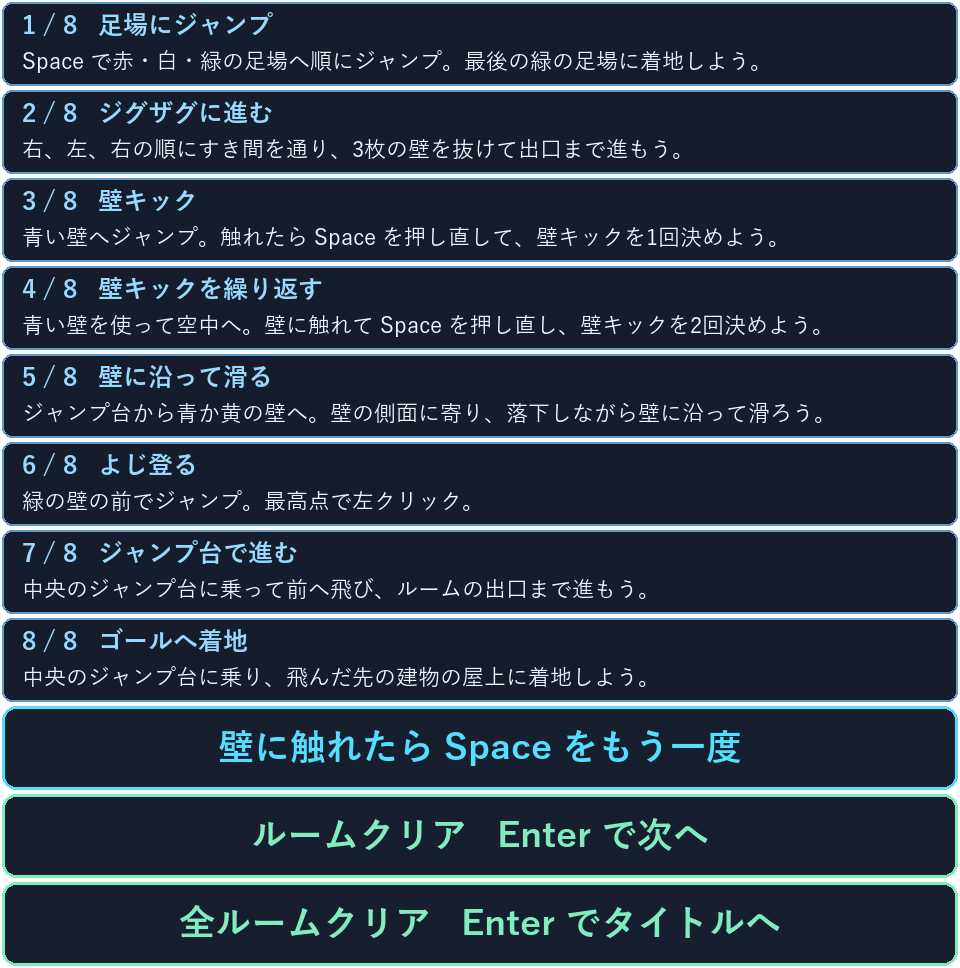 1 / 8 足場にジャンプ
Space で赤・白・緑の足場へ順にジャンプ。最後の緑の足場に着地しよう。
2 / 8 ジグザグに進む
右、左、右の順にすき間を通り、3枚の壁を抜けて出口まで進もう。
3 / 8 壁キック
青い壁へジャンプ。触れたら Space を押し直して、壁キックを1回決めよう。
4 / 8 壁キックを繰り返す
青い壁を使って空中へ。壁に触れて Space を押し直し、壁キックを2回決めよう。
5 / 8 壁に沿って滑る
ジャンプ台から青か黄の壁へ。壁の側面に寄り、落下しながら壁に沿って滑ろう。
6 / 8 よじ登る
緑の壁の前でジャンプ。最高点で左クリック。
7 / 8 ジャンプ台で進む
中央のジャンプ台に乗って前へ飛び、ルームの出口まで進もう。
8 / 8 ゴールへ着地
中央のジャンプ台に乗り、飛んだ先の建物の屋上に着地しよう。
壁に触れたら Space をもう一度
ルームクリア Enter で次へ
全ルームクリア Enter でタイトルへ